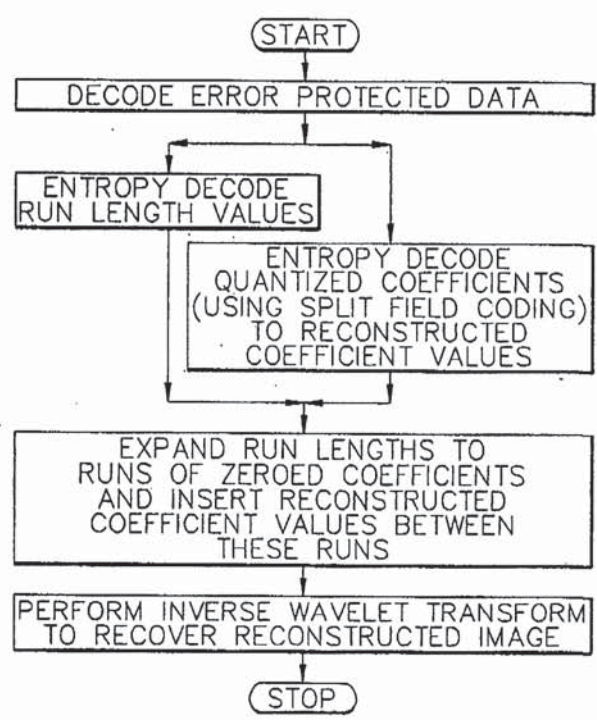 START
DECODE ERROR PROTECTED DATA
ENTROPY DECODE
RUN LENGTH VALUES
ENTROPY DECODE
QUANTIZED COEFFICIENTS
(USING SPLIT FIELD CODING)
TO RECONSTRUCTED
COEFFICIENT VALUES
EXPAND RUN LENGTHS TO
RUNS OF ZEROED COEFFICIENTS
AND INSERT RECONSTRUCTED
COEFFICIENT VALUES BETWEEN
THESE RUNS
PERFORM INVERSE WAVELET TRANSFORM
TO RECOVER RECONSTRUCTED IMAGE
STOP